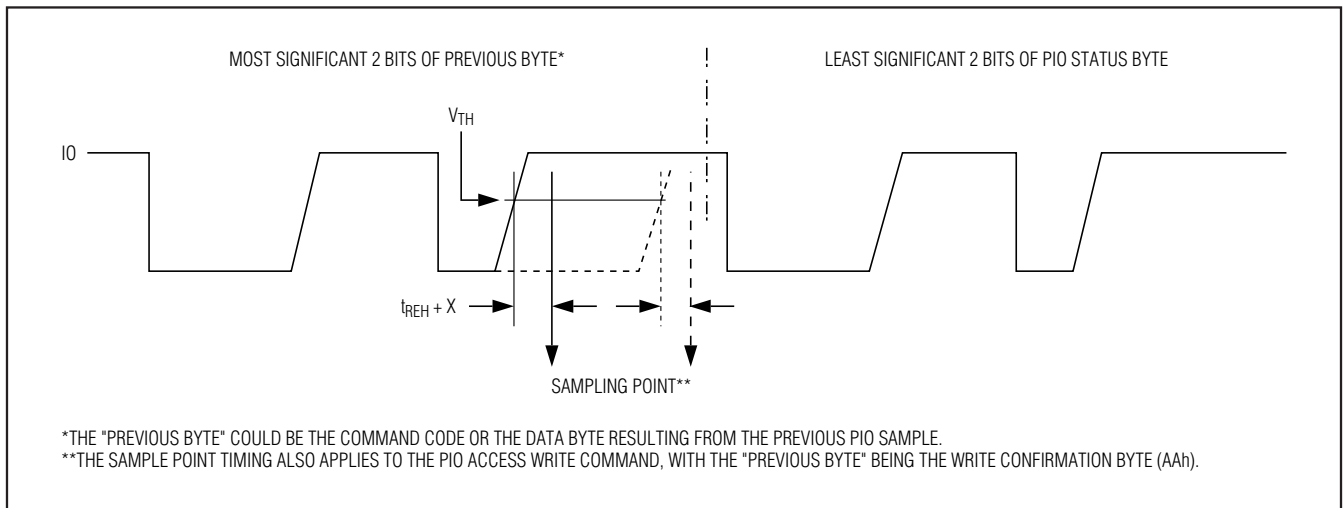 MOST SIGNIFICANT 2 BITS OF PREVIOUS BYTE*
LEAST SIGNIFICANT 2 BITS OF PIO STATUS BYTE
VTH
IO
tREH + X
SAMPLING POINT**
*THE "PREVIOUS BYTE" COULD BE THE COMMAND CODE OR THE DATA BYTE RESULTING FROM THE PREVIOUS PIO SAMPLE.
**THE SAMPLE POINT TIMING ALSO APPLIES TO THE PIO ACCESS WRITE COMMAND, WITH THE "PREVIOUS BYTE" BEING THE WRITE CONFIRMATION BYTE (AAh).